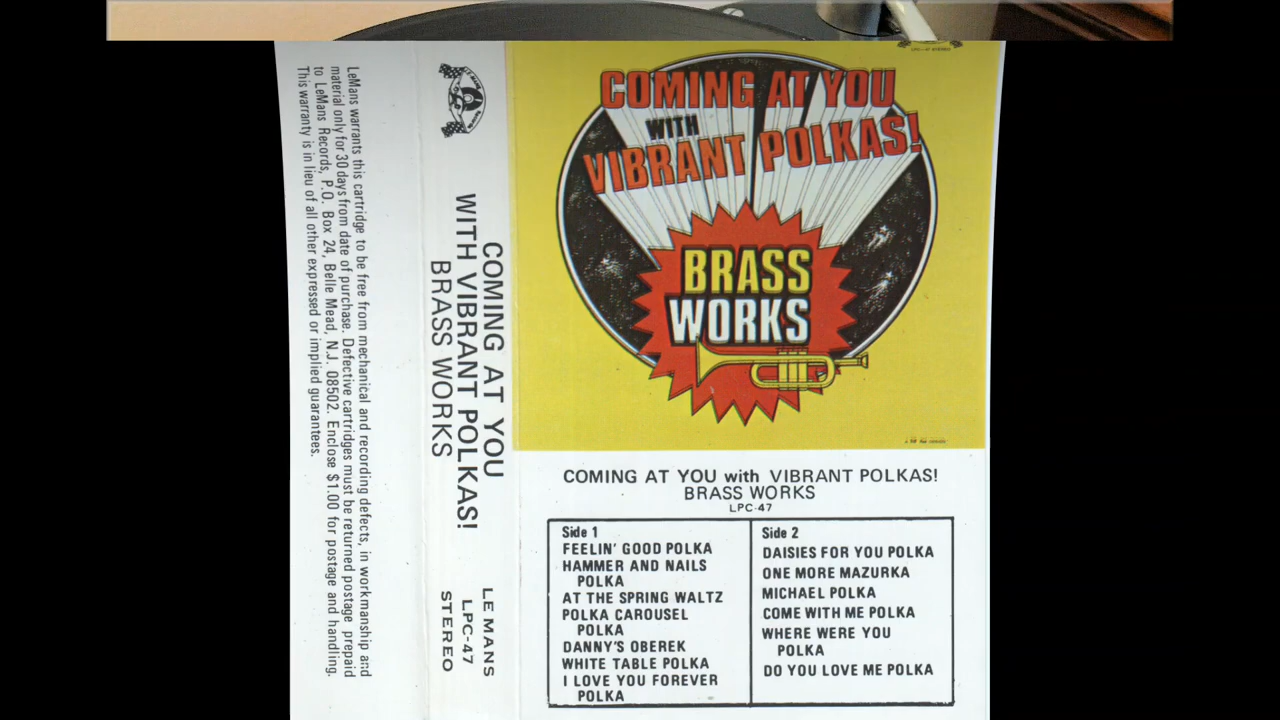 LeMans warrants this cartridge to be free from mechanical and recording defects, in workmanship and
material only for 30 days from date of purchase. Defective cartridges must be returned postage prepaid
to LeMans Records, P.O. Box 24, Belle Mead, N.J. 08502. Enclose $1.00 for postage and handling.
This warranty is in lieu of all other expressed or implied guarantees.
COMING AT YOU
WITH VIBRANT POLKAS!
BRASS WORKS
LE MANS
LPC-47
STEREO
COMING AT YOU
WITH
VIBRANT POLKAS!
BRASS
WORKS
COMING AT YOU with VIBRANT POLKAS!
BRASS WORKS
LPC-47
Side 1
FEELIN' GOOD POLKA
HAMMER AND NAILS
POLKA
AT THE SPRING WALTZ
POLKA CAROUSEL
POLKA
DANNY'S OBEREK
WHITE TABLE POLKA
I LOVE YOU FOREVER
POLKA
Side 2
DAISIES FOR YOU POLKA
ONE MORE MAZURKA
MICHAEL POLKA
COME WITH ME POLKA
WHERE WERE YOU
POLKA
DO YOU LOVE ME POLKA